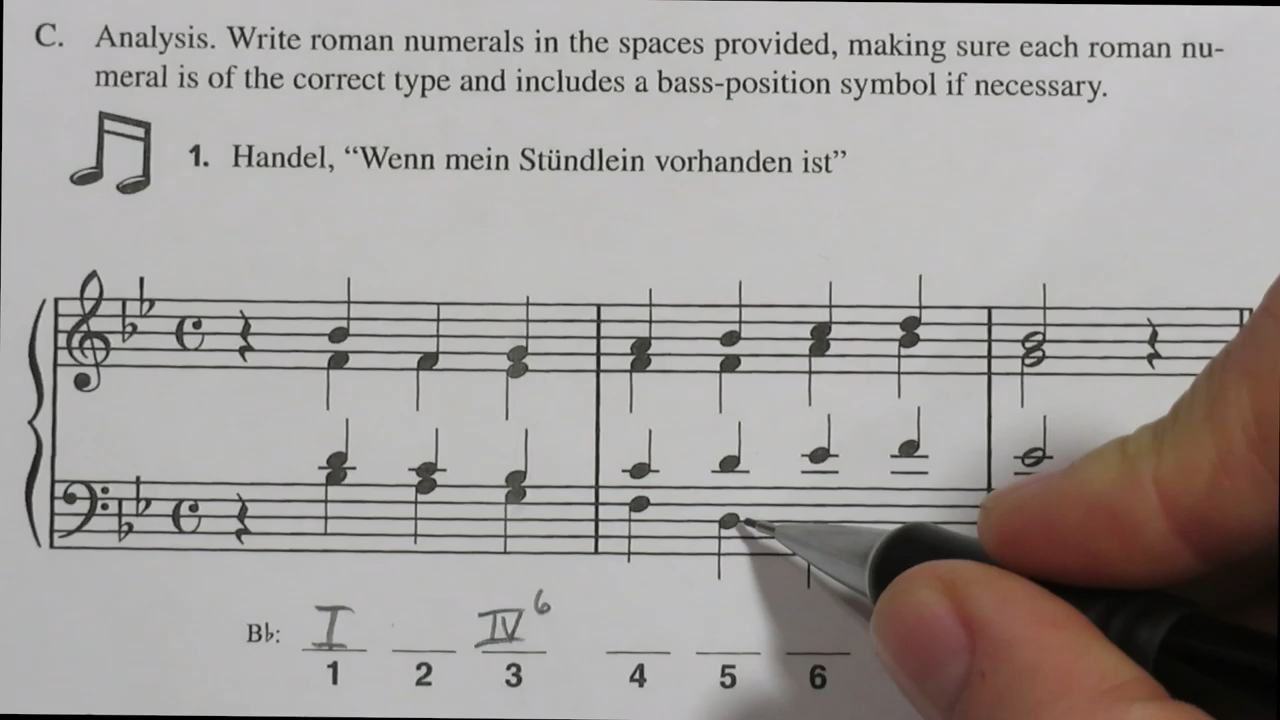 C. Analysis. Write roman numerals in the spaces provided, making sure each roman nu-
meral is of the correct type and includes a bass-position symbol if necessary.
1. Handel, “Wenn mein Stündlein vorhanden ist”
B♭: I IV6
1 2 3 4 5 6